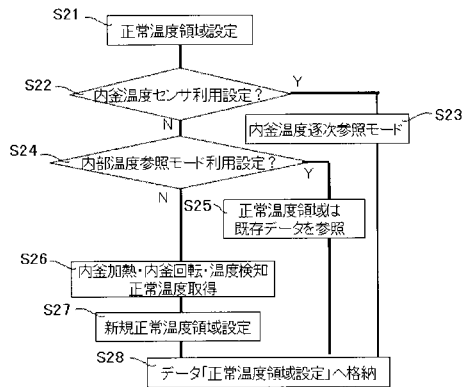 S21
正常温度領域設定
S22
内釜温度センサ利用設定?
Y
N
S23
内釜温度逐次参照モード
S24
内部温度参照モード利用設定?
Y
N
S25
正常温度領域は
既存データを参照
S26
内釜加熱・内釜回転・温度検知
正常温度取得
S27
新規正常温度領域設定
S28
データ「正常温度領域設定」へ格納